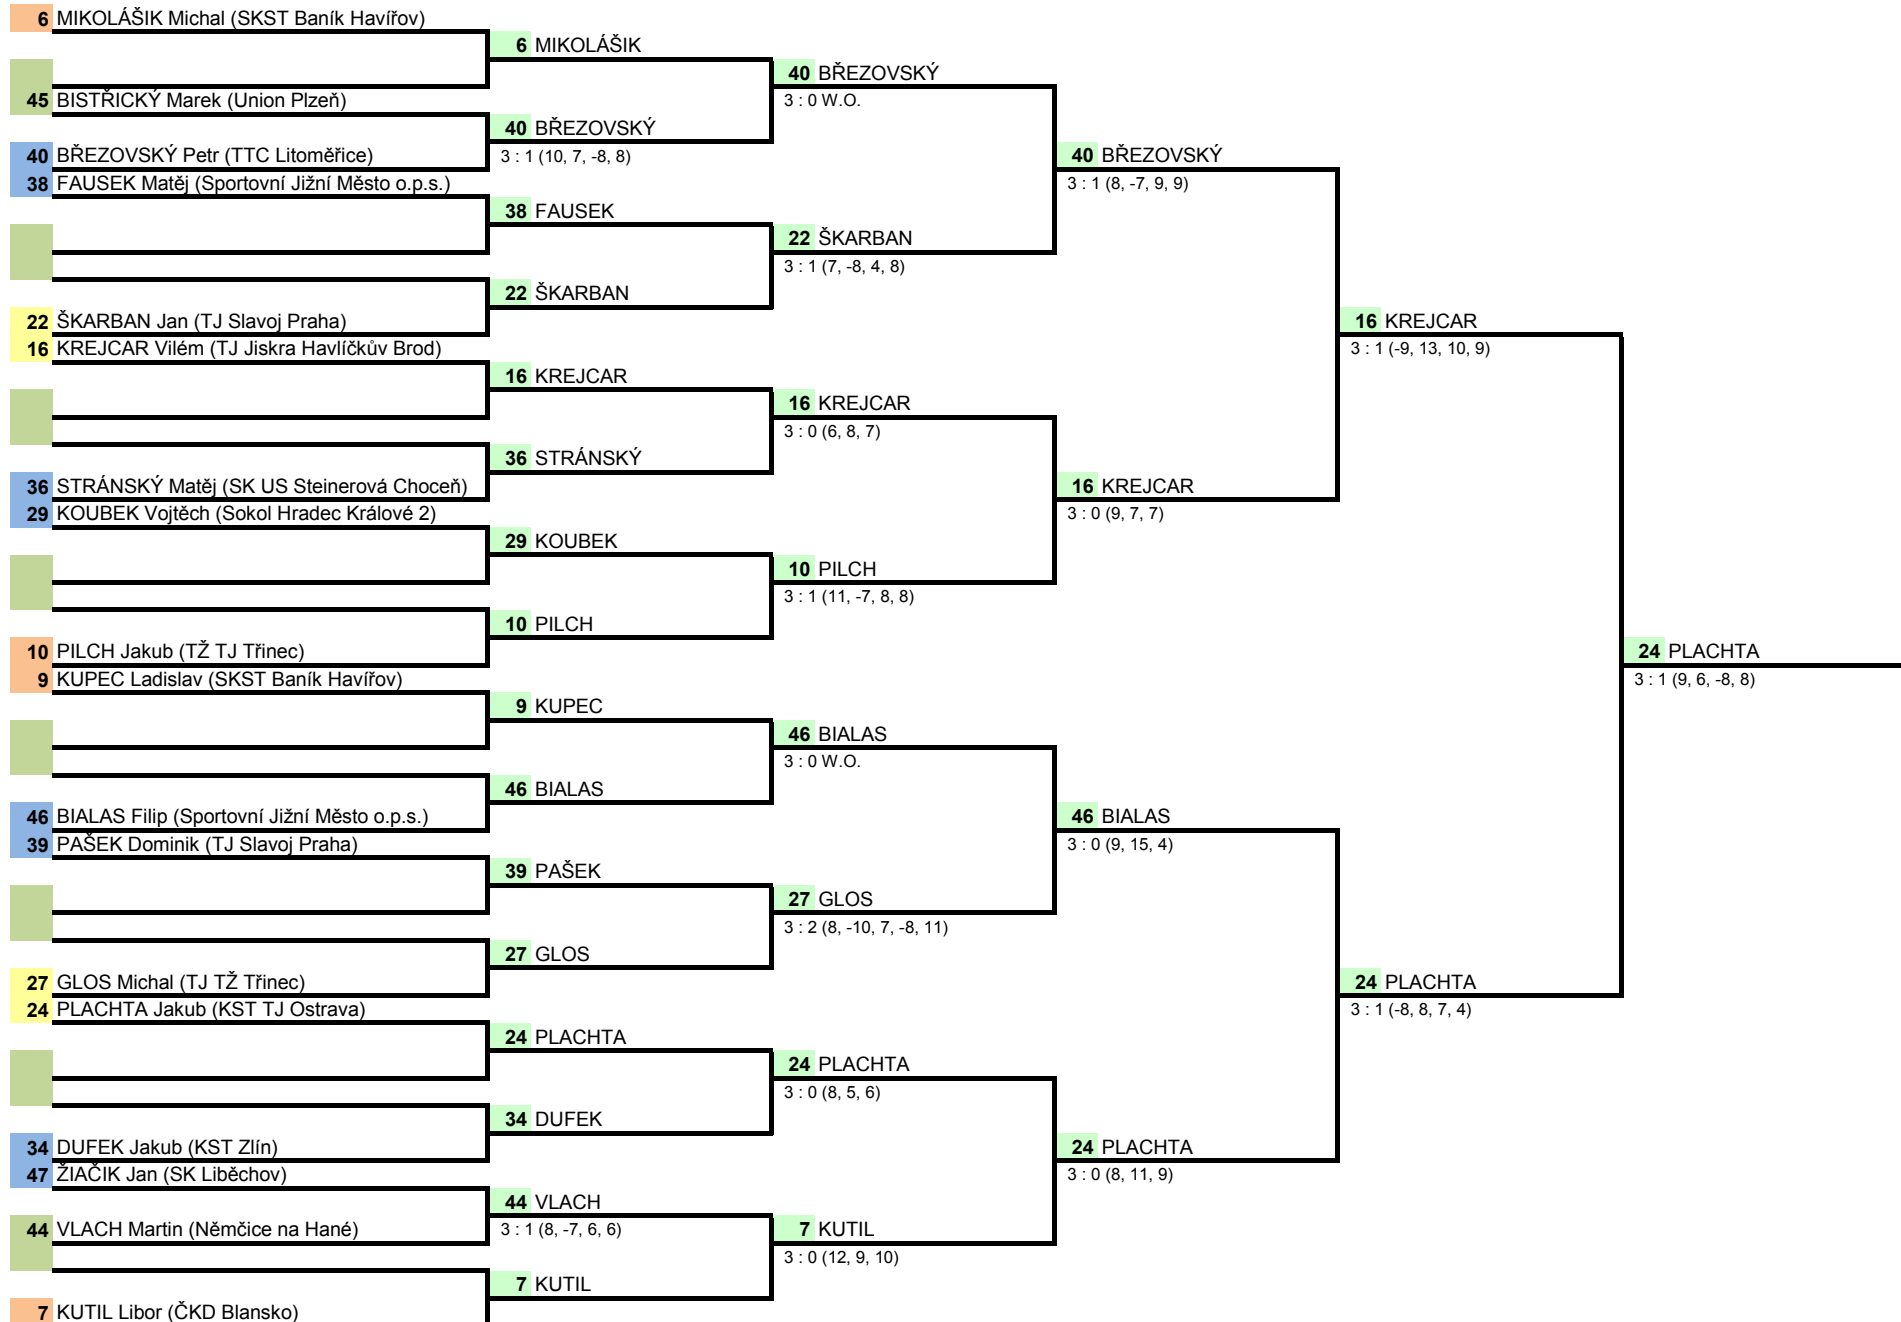 6 MIKOLÁŠIK Michal (SKST Baník Havířov)
6 MIKOLÁŠIK
40 BŘEZOVSKÝ
45 BISTŘICKÝ Marek (Union Plzeň)
3 : 0 W.O.
40 BŘEZOVSKÝ
40 BŘEZOVSKÝ Petr (TTC Litoměřice)
3 : 1 (10, 7, -8, 8)
40 BŘEZOVSKÝ
38 FAUSEK Matěj (Sportovní Jižní Město o.p.s.)
3 : 1 (8, -7, 9, 9)
38 FAUSEK
22 ŠKARBAN
3 : 1 (7, -8, 4, 8)
22 ŠKARBAN
22 ŠKARBAN Jan (TJ Slavoj Praha)
16 KREJCAR
16 KREJCAR Vilém (TJ Jiskra Havlíčkův Brod)
3 : 1 (-9, 13, 10, 9)
16 KREJCAR
16 KREJCAR
3 : 0 (6, 8, 7)
36 STRÁNSKÝ
36 STRÁNSKÝ Matěj (SK US Steinerová Choceň)
16 KREJCAR
29 KOUBEK Vojtěch (Sokol Hradec Králové 2)
3 : 0 (9, 7, 7)
29 KOUBEK
10 PILCH
3 : 1 (11, -7, 8, 8)
10 PILCH
10 PILCH Jakub (TŽ TJ Třinec)
24 PLACHTA
9 KUPEC Ladislav (SKST Baník Havířov)
3 : 1 (9, 6, -8, 8)
9 KUPEC
46 BIALAS
3 : 0 W.O.
46 BIALAS
46 BIALAS Filip (Sportovní Jižní Město o.p.s.)
46 BIALAS
39 PAŠEK Dominik (TJ Slavoj Praha)
3 : 0 (9, 15, 4)
39 PAŠEK
27 GLOS
3 : 2 (8, -10, 7, -8, 11)
27 GLOS
27 GLOS Michal (TJ TŽ Třinec)
24 PLACHTA
24 PLACHTA Jakub (KST TJ Ostrava)
3 : 1 (-8, 8, 7, 4)
24 PLACHTA
24 PLACHTA
3 : 0 (8, 5, 6)
34 DUFEK
34 DUFEK Jakub (KST Zlín)
24 PLACHTA
47 ŽIAČIK Jan (SK Liběchov)
3 : 0 (8, 11, 9)
44 VLACH
44 VLACH Martin (Němčice na Hané)
3 : 1 (8, -7, 6, 6)
7 KUTIL
3 : 0 (12, 9, 10)
7 KUTIL
7 KUTIL Libor (ČKD Blansko)